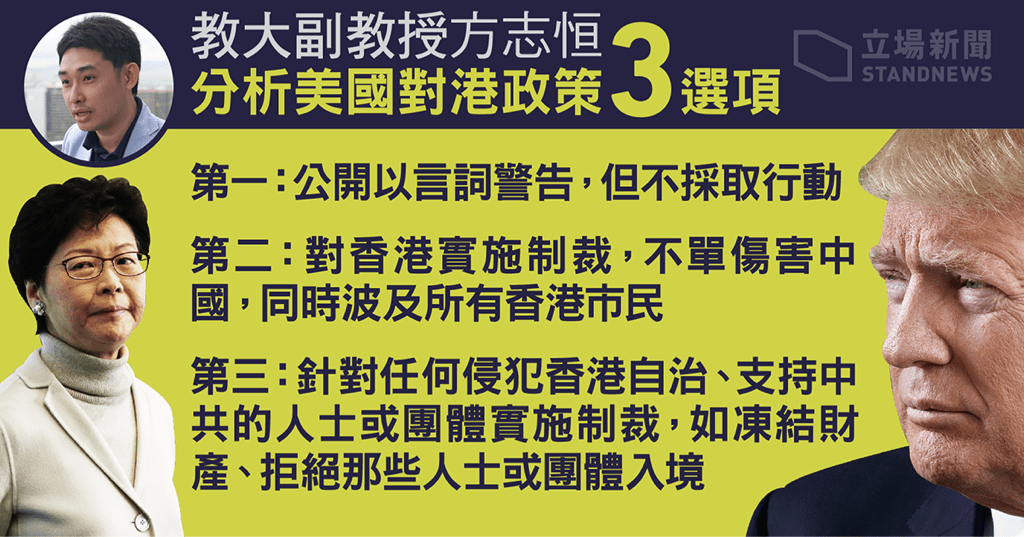 教大副教授方志恒
分析美國對港政策3選項
立場新聞
STANDNEWS
第一：公開以言詞警告，但不採取行動
第二：對香港實施制裁，不單傷害中
國，同時波及所有香港市民
第三：針對任何侵犯香港自治、支持中
共的人士或團體實施制裁，如凍結財
產、拒絕那些人士或團體入境